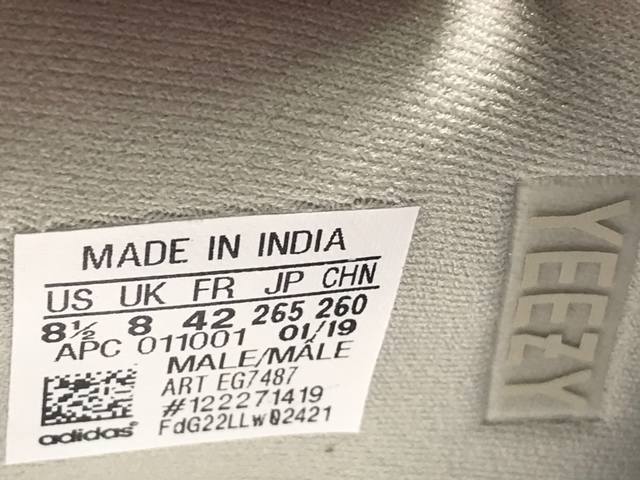 MADE IN INDIA
US UK FR JP CHN
8½ 8 42 265 260
APC 011001 01/19
MALE/MÂLE
ART EG7487
#122271419
FdG22LLwQ2421
adidas
YEEZY